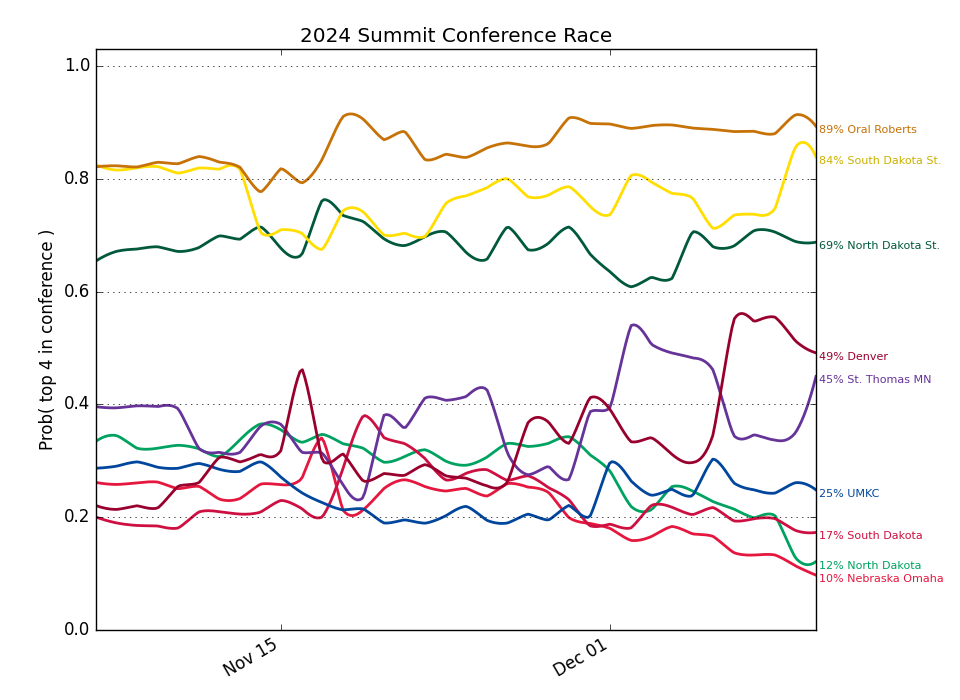 2024 Summit Conference Race
Prob( top 4 in conference )
1.0
0.8
0.6
0.4
0.2
0.0
Nov 15
Dec 01
89% Oral Roberts
84% South Dakota St.
69% North Dakota St.
49% Denver
45% St. Thomas MN
25% UMKC
17% South Dakota
12% North Dakota
10% Nebraska Omaha